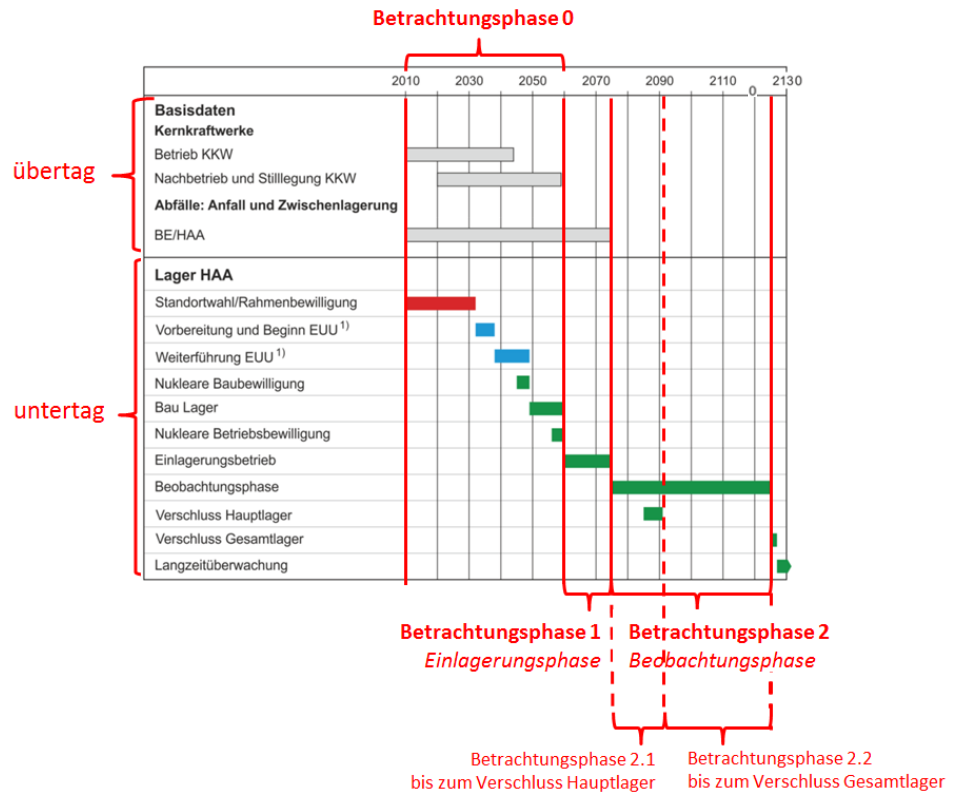 Betrachtungsphase 0
2010 2030 2050 2070 2090 2110 2130
0
übertag
Basisdaten
Kernkraftwerke
Betrieb KKW
Nachbetrieb und Stilllegung KKW
Abfälle: Anfall und Zwischenlagerung
BE/HAA
untertag
Lager HAA
Standortwahl/Rahmenbewilligung
Vorbereitung und Beginn EUU 1)
Weiterführung EUU 1)
Nukleare Baubewilligung
Bau Lager
Nukleare Betriebsbewilligung
Einlagerungsbetrieb
Beobachtungsphase
Verschluss Hauptlager
Verschluss Gesamtlager
Langzeitüberwachung
Betrachtungsphase 1
Einlagerungsphase
Betrachtungsphase 2
Beobachtungsphase
Betrachtungsphase 2.1
bis zum Verschluss Hauptlager
Betrachtungsphase 2.2
bis zum Verschluss Gesamtlager